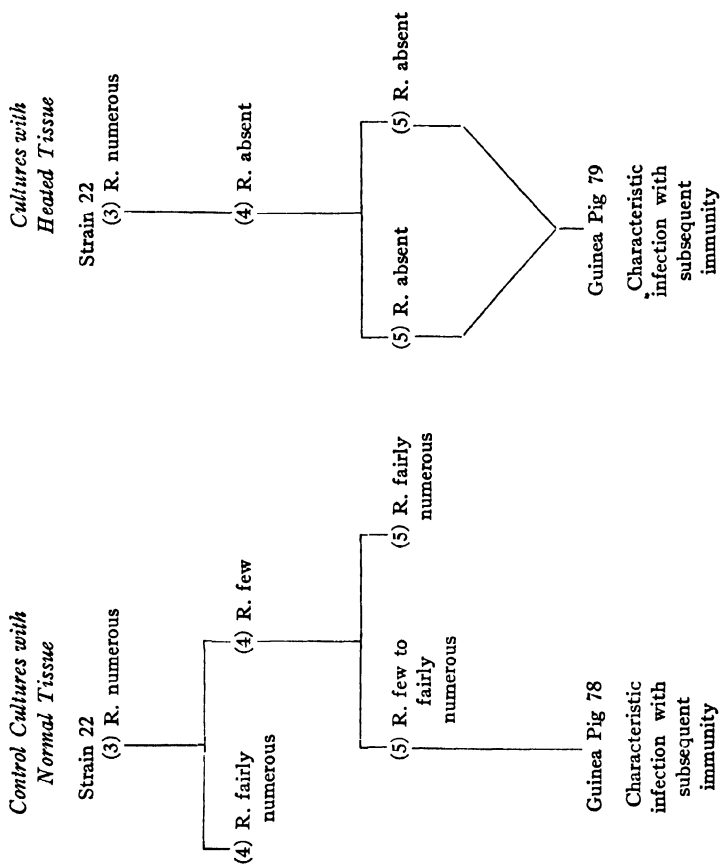 Control Cultures with
Normal Tissue
Strain 22
(3) R. numerous
(4) R. fairly
numerous
(4) R. few
(5) R. few to
fairly
numerous
(5) R. fairly
numerous
Guinea Pig 78
Characteristic
infection with
subsequent
immunity
Cultures with
Heated Tissue
Strain 22
(3) R. numerous
(4) R. absent
(5) R. absent
(5) R. absent
Guinea Pig 79
Characteristic
infection with
subsequent
immunity